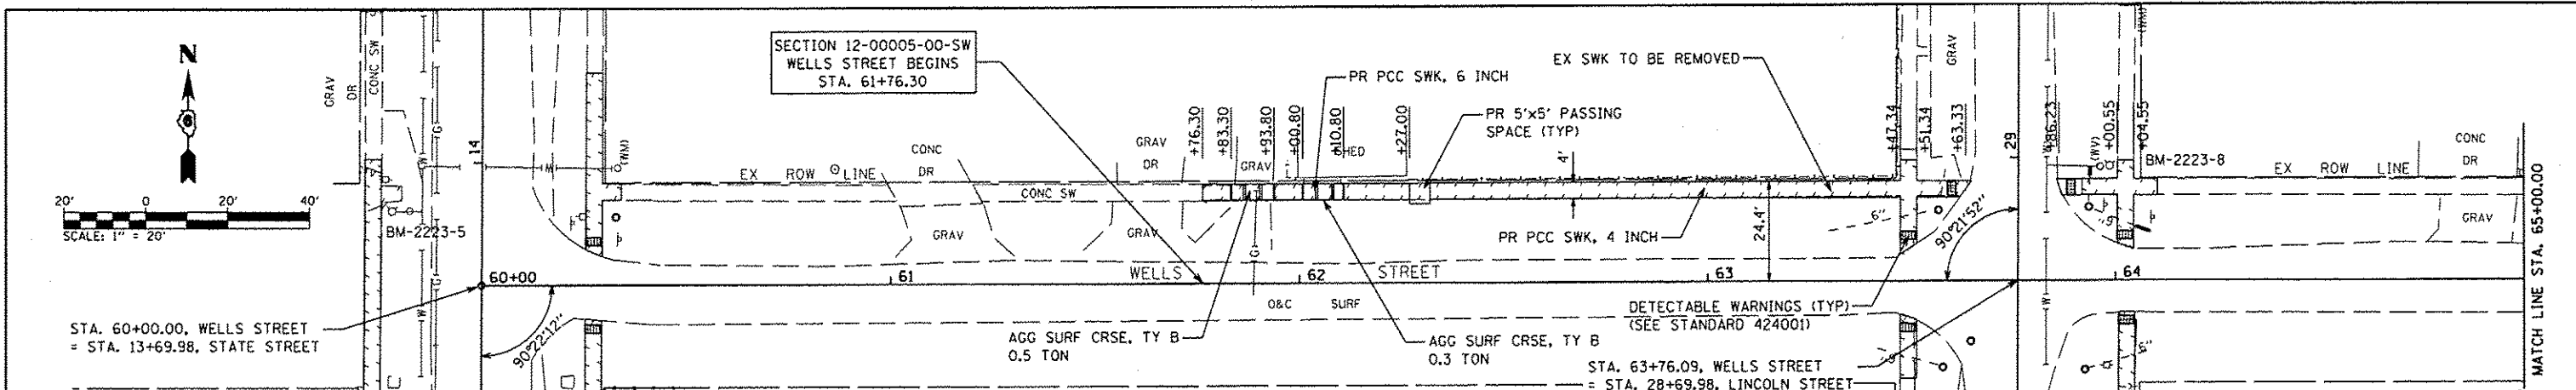 N
20' 0 20' 40'
SCALE: 1" = 20'
GRAV
DR
CONC SW
W
G
BM-2223-5
14
W
(WM)
SECTION 12-00005-00-SW
WELLS STREET BEGINS
STA. 61+76.30
PR PCC SWK, 6 INCH
EX SWK TO BE REMOVED
PR 5'x5' PASSING
SPACE (TYP)
+76.30
+83.30
+93.80
+00.80
+10.80
+27.00
SHED
4'
+47.34
+51.34
+63.33
GRAV
29
+86.23
(WV)
+00.55
+04.55
(WM)
BM-2223-8
CONC
DR
EX ROW LINE
GRAV
EX ROW LINE
CONC
DR
GRAV
DR
GRAV
CONC SW
GRAV
GRAV
PR PCC SWK, 4 INCH
24.4'
6"
90°21'52"
60+00
61
WELLS
62
STREET
63
64
O&C SURF
G
STA. 60+00.00, WELLS STREET
= STA. 13+69.98, STATE STREET
90°22'12"
AGG SURF CRSE, TY B
0.5 TON
AGG SURF CRSE, TY B
0.3 TON
DETECTABLE WARNINGS (TYP)
(SEE STANDARD 424001)
STA. 63+76.09, WELLS STREET
= STA. 28+69.98, LINCOLN STREET
MATCH LINE STA. 65+00.00